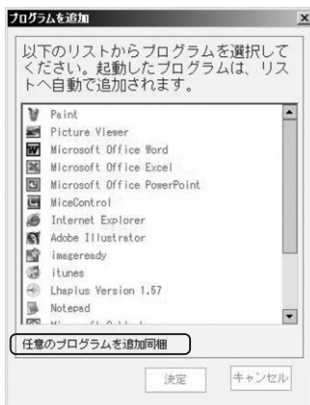 プログラムを追加
以下のリストからプログラムを選択して
ください。起動したプログラムは、リス
トへ自動で追加されます。
Paint
Picture Viewer
Microsoft Office Word
Microsoft Office Excel
Microsoft Office PowerPoint
MiceControl
Internet Explorer
Adobe Illustrator
imageready
itunes
Lhaplus Version 1.57
Notepad
任意のプログラムを追加同梱
決定
キャンセル